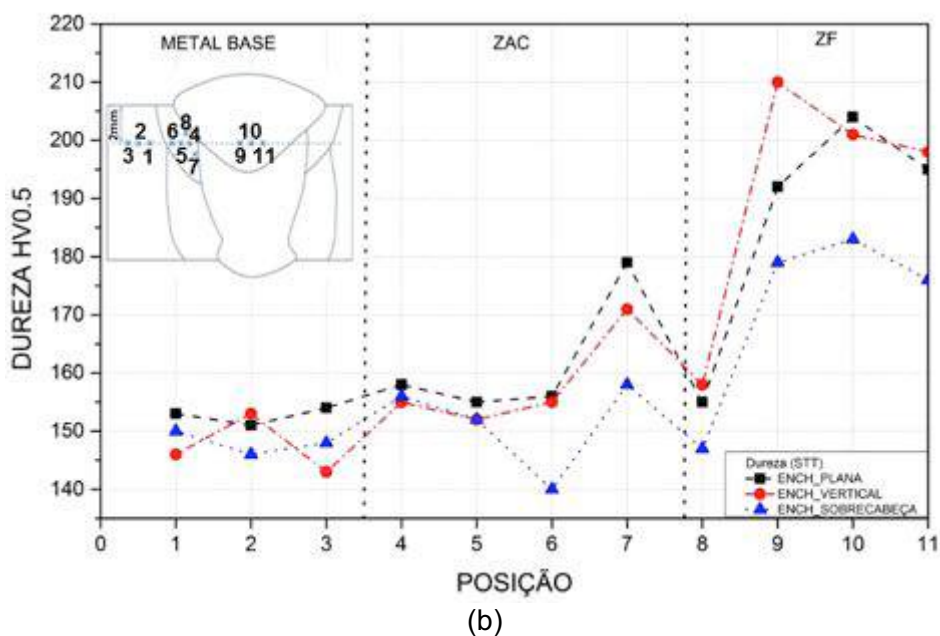 220
210
200
190
180
170
160
150
140
DUREZA HV0.5
METAL BASE
ZAC
ZF
2mm
2 6 8 4 10
3 1 5 7 9 11
Dureza (STT)
ENCH_PLANA
ENCH_VERTICAL
ENCH_SOBRECABEÇA
0 1 2 3 4 5 6 7 8 9 10 11
POSIÇÃO
(b)